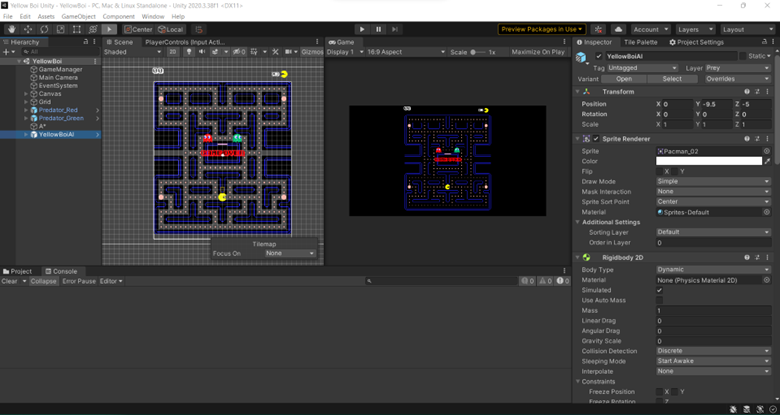 Yellow Boi Unity - YellowBoi - PC, Mac & Linux Standalone - Unity 2020.3.38f1 <DX11>
File Edit Assets GameObject Component Window Help
Center Local Preview Packages in Use Account Layers Layout
Hierarchy
All
YellowBoi
GameManager
Main Camera
EventSystem
Canvas
Grid
Predator_Red
Predator_Green
A*
YellowBoiAI
Scene PlayerControls (Input Acti...
Shaded 2D 0 Gizmos
Tilemap
Focus On None
Game
Display 1 16:9 Aspect Scale 1x Maximize On Play
Project Console
Clear Collapse Error Pause Editor 0 0 0
Inspector Tile Palette Project Settings
YellowBoiAI Static
Tag Untagged Layer Prey
Variant Open Select Overrides
Transform
Position X 0 Y -9.5 Z -5
Rotation X 0 Y 0 Z 0
Scale X 1 Y 1 Z 1
Sprite Renderer
Sprite Pacman_02
Color
Flip X Y
Draw Mode Simple
Mask Interaction None
Sprite Sort Point Center
Material Sprites-Default
Additional Settings
Sorting Layer Default
Order in Layer 0
Rigidbody 2D
Body Type Dynamic
Material None (Physics Material 2D)
Simulated
Use Auto Mass
Mass 1
Linear Drag 0
Angular Drag 0
Gravity Scale 0
Collision Detection Discrete
Sleeping Mode Start Awake
Interpolate None
Constraints
Freeze Position X Y
Freeze Rotation Z